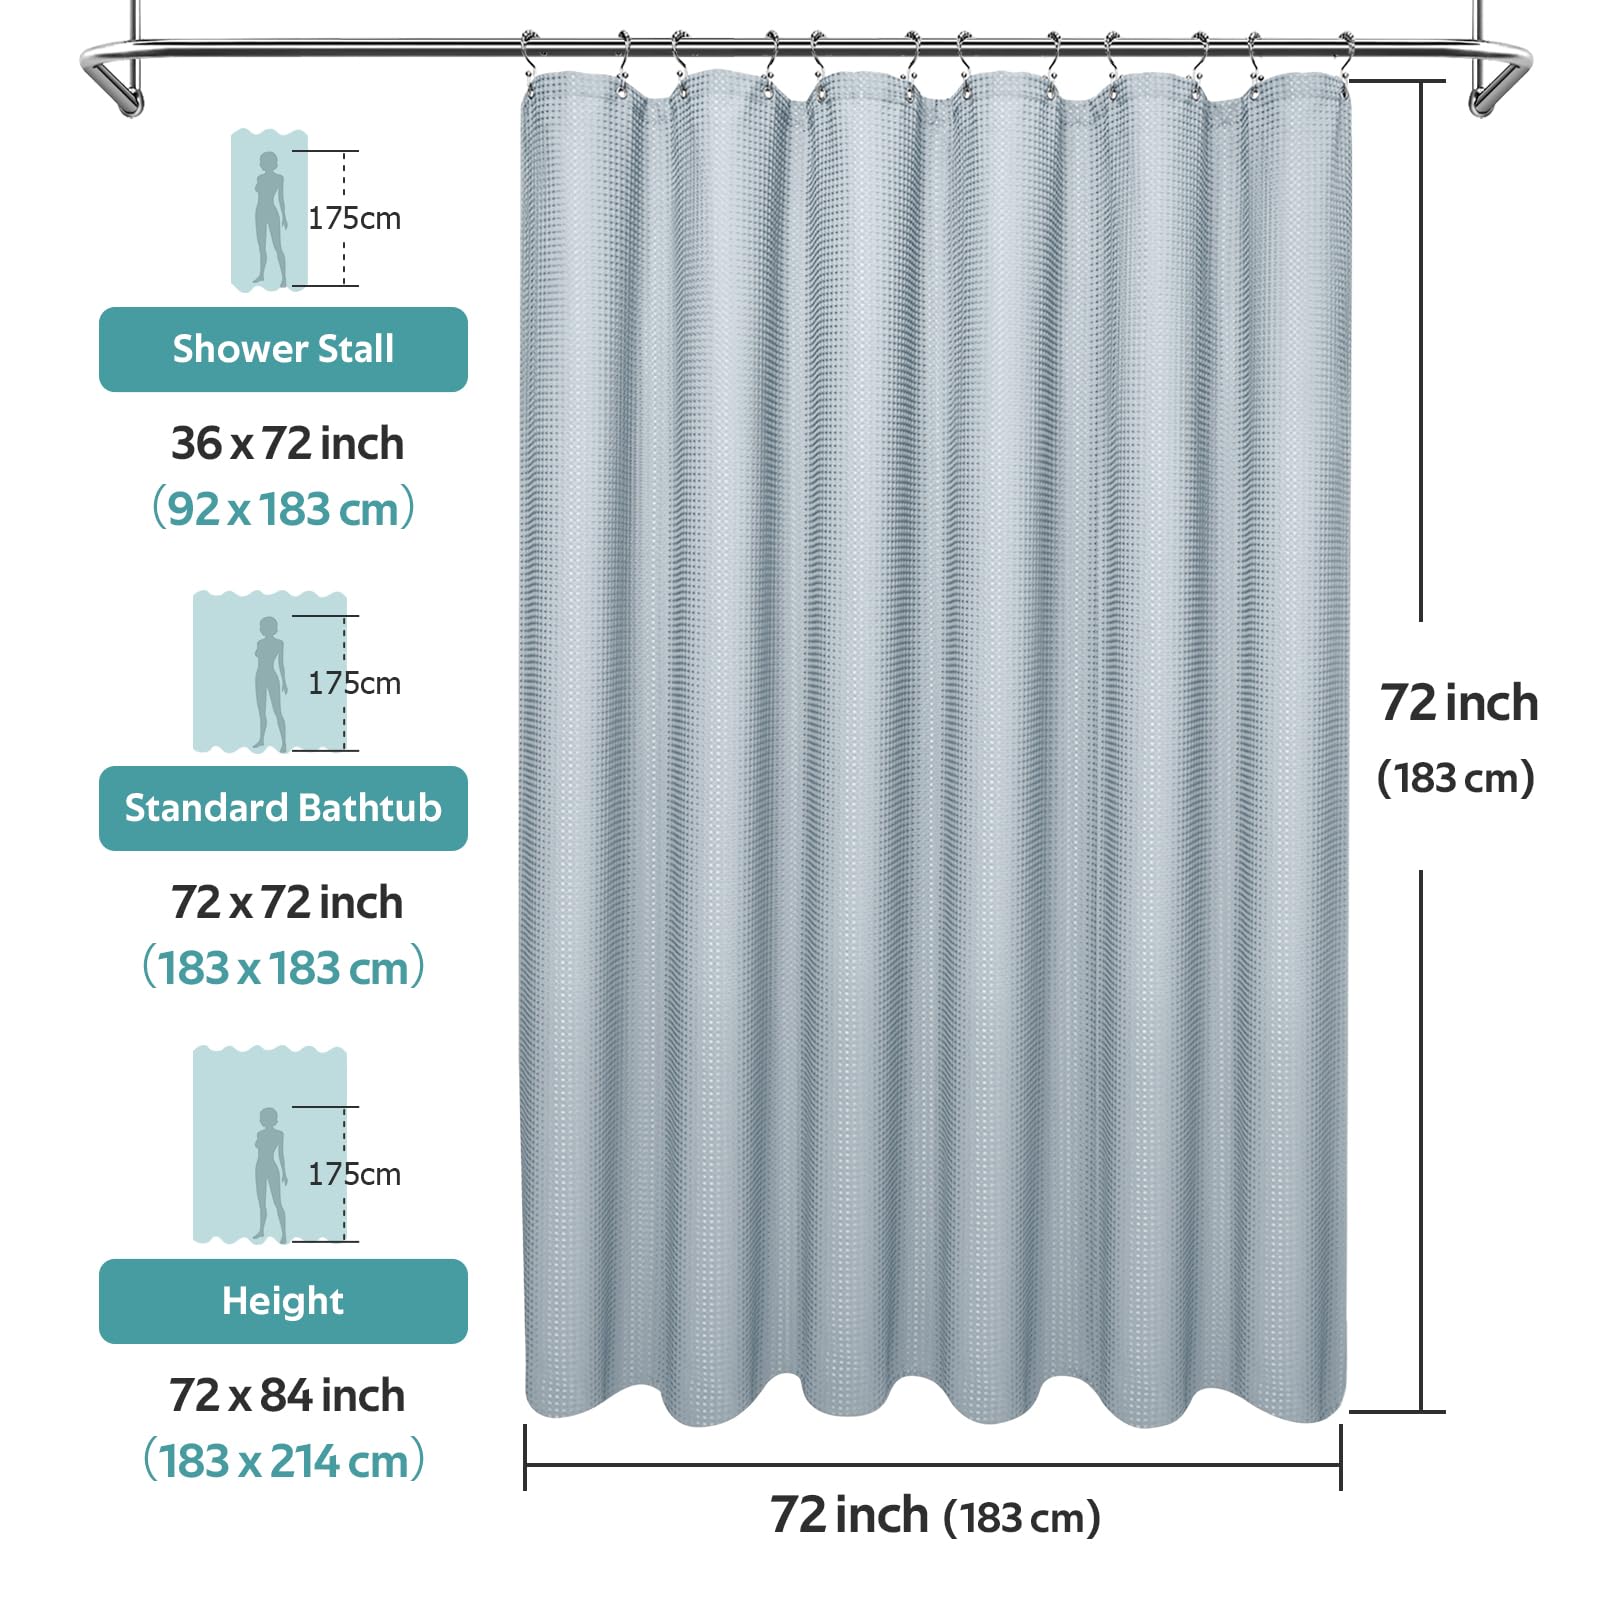 175cm
Shower Stall
36 x 72 inch
(92 x 183 cm)
175cm
Standard Bathtub
72 x 72 inch
(183 x 183 cm)
175cm
Height
72 x 84 inch
(183 x 214 cm)
72 inch
(183 cm)
72 inch (183 cm)